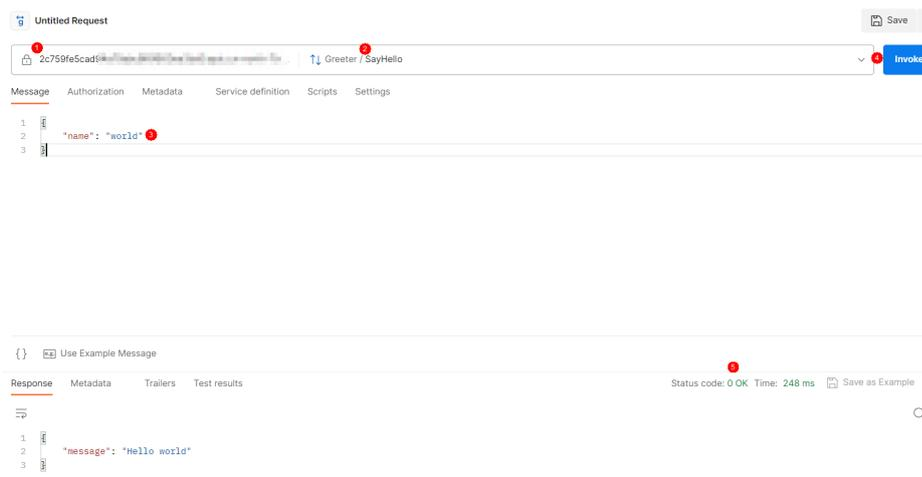 Untitled Request
Save
1
2
2c759fe5cad9
Greeter / SayHello
4
Invoke
Message Authorization Metadata Service definition Scripts Settings
1 {
2 "name": "world" 3
3 }
{} Use Example Message
5
Response Metadata Trailers Test results Status code: 0 OK Time: 248 ms Save as Example
1 {
2 "message": "Hello world"
3 }